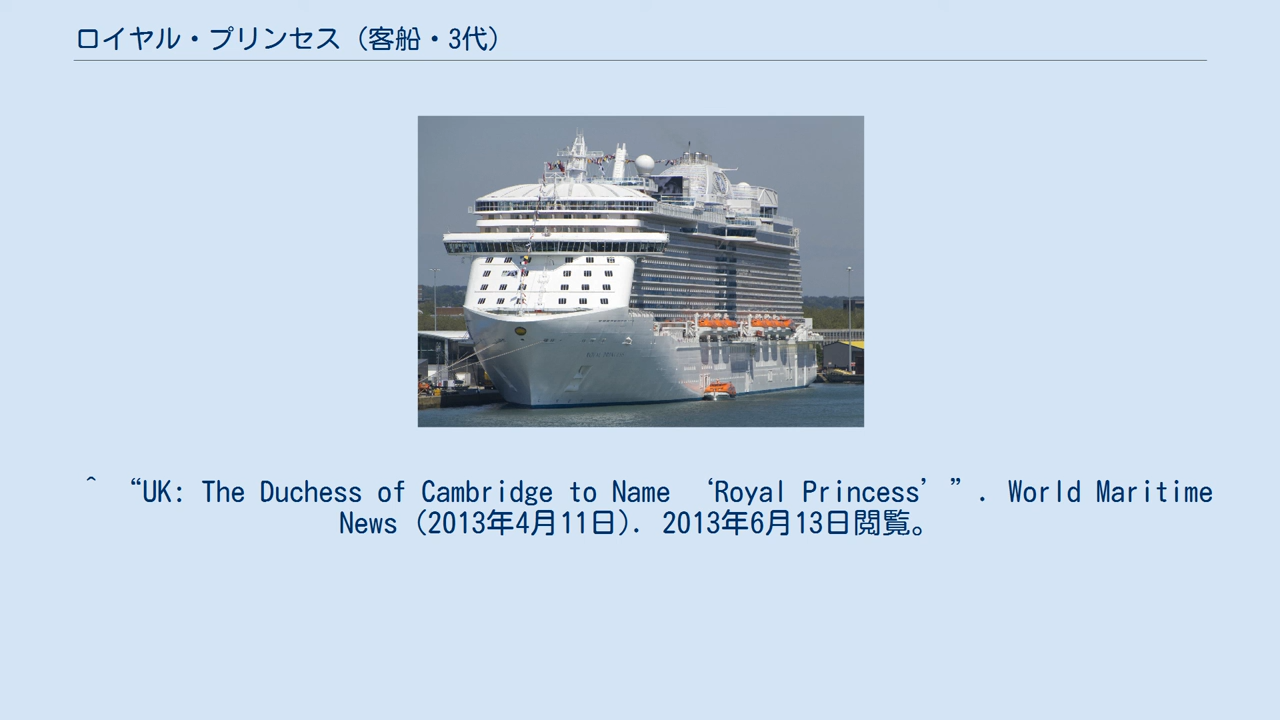 ロイヤル・プリンセス（客船・3代）
^ “UK: The Duchess of Cambridge to Name ‘Royal Princess’”. World Maritime
News (2013年4月11日). 2013年6月13日閲覧。